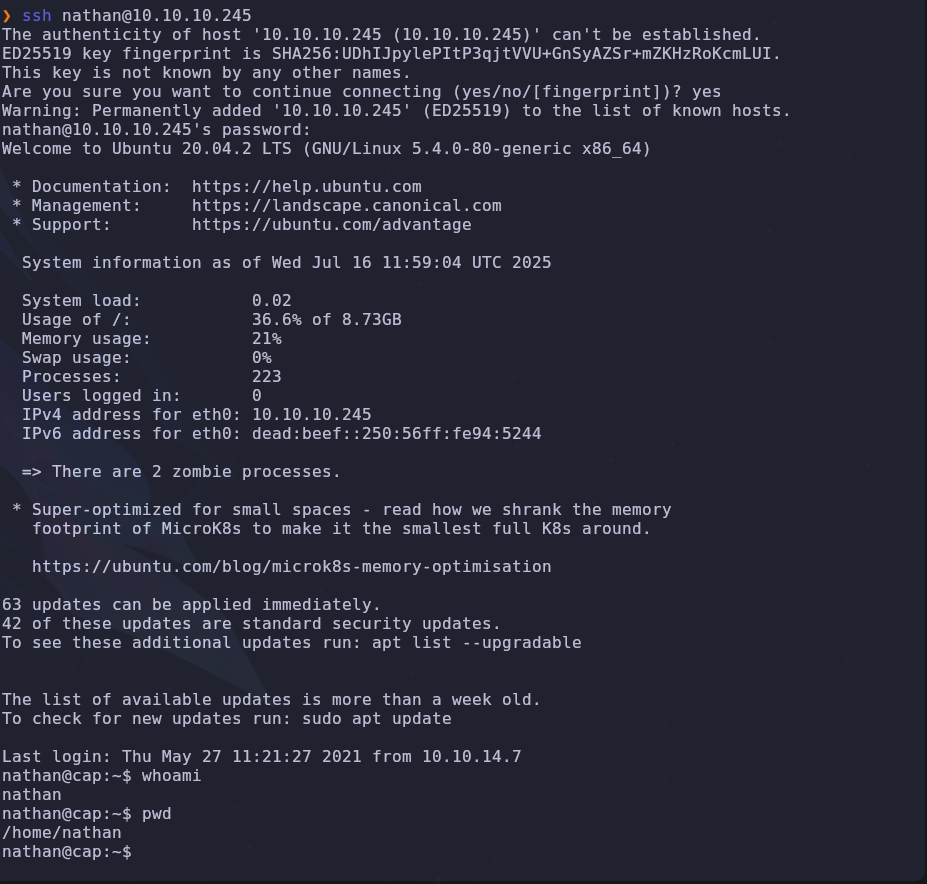 ❯ ssh nathan@10.10.10.245
The authenticity of host '10.10.10.245 (10.10.10.245)' can't be established.
ED25519 key fingerprint is SHA256:UDhIJpylePItP3qjtVVU+GnSyAZSr+mZKHzRoKcmLUI.
This key is not known by any other names.
Are you sure you want to continue connecting (yes/no/[fingerprint])? yes
Warning: Permanently added '10.10.10.245' (ED25519) to the list of known hosts.
nathan@10.10.10.245's password:
Welcome to Ubuntu 20.04.2 LTS (GNU/Linux 5.4.0-80-generic x86_64)

 * Documentation:  https://help.ubuntu.com
 * Management:     https://landscape.canonical.com
 * Support:        https://ubuntu.com/advantage

  System information as of Wed Jul 16 11:59:04 UTC 2025

  System load:           0.02
  Usage of /:            36.6% of 8.73GB
  Memory usage:          21%
  Swap usage:            0%
  Processes:             223
  Users logged in:       0
  IPv4 address for eth0: 10.10.10.245
  IPv6 address for eth0: dead:beef::250:56ff:fe94:5244

  => There are 2 zombie processes.

 * Super-optimized for small spaces - read how we shrank the memory
   footprint of MicroK8s to make it the smallest full K8s around.

   https://ubuntu.com/blog/microk8s-memory-optimisation

63 updates can be applied immediately.
42 of these updates are standard security updates.
To see these additional updates run: apt list --upgradable

The list of available updates is more than a week old.
To check for new updates run: sudo apt update

Last login: Thu May 27 11:21:27 2021 from 10.10.14.7
nathan@cap:~$ whoami
nathan
nathan@cap:~$ pwd
/home/nathan
nathan@cap:~$